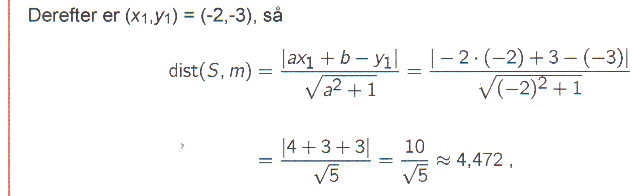 Derefter er (x₁,y₁) = (-2,-3), så
dist(S, m) = |ax₁ + b − y₁| / √(a² + 1) = |−2 · (−2) + 3 − (−3)| / √((−2)² + 1)
= |4 + 3 + 3| / √5 = 10 / √5 ≈ 4,472 ,